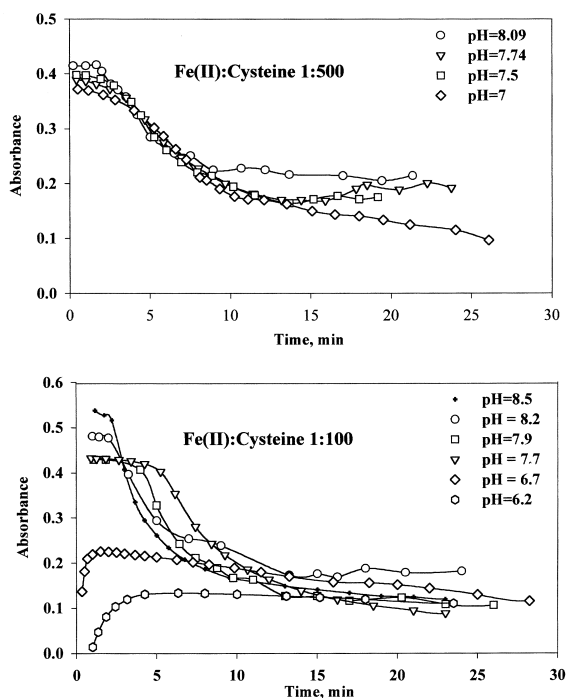 0.5
0.4
0.3
0.2
0.1
0.0
Absorbance
Fe(II):Cysteine 1:500
pH=8.09
pH=7.74
pH=7.5
pH=7
0 5 10 15 20 25 30
Time, min
0.6
0.5
0.4
0.3
0.2
0.1
0.0
Absorbance
Fe(II):Cysteine 1:100
pH=8.5
pH = 8.2
pH=7.9
pH = 7.7
pH = 6.7
pH=6.2
0 5 10 15 20 25 30
Time, min